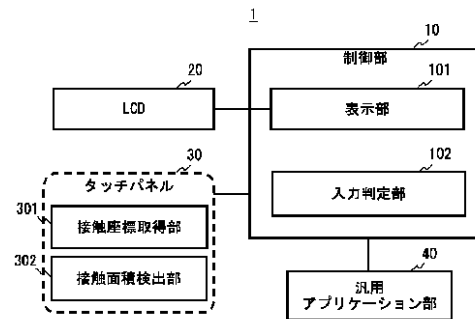 1
10
制御部
20
LCD
101
表示部
30
タッチパネル
102
入力判定部
301
接触座標取得部
302
接触面積検出部
40
汎用
アプリケーション部